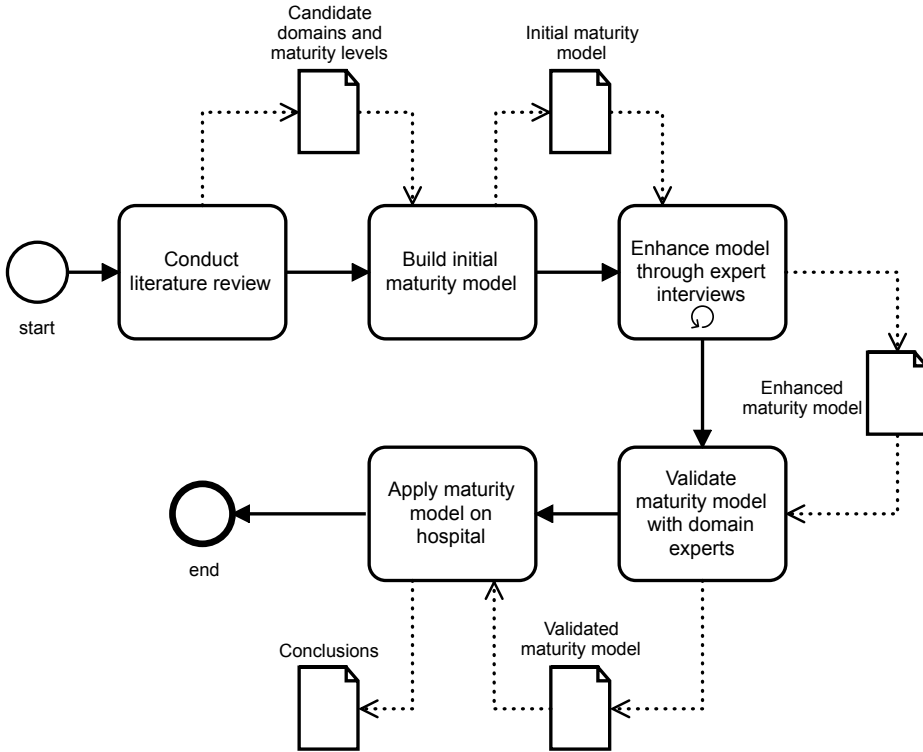 Candidate
domains and
maturity levels
Initial maturity
model
start
Conduct
literature review
Build initial
maturity model
Enhance model
through expert
interviews
Enhanced
maturity model
Validate
maturity model
with domain
experts
Apply maturity
model on
hospital
end
Conclusions
Validated
maturity model